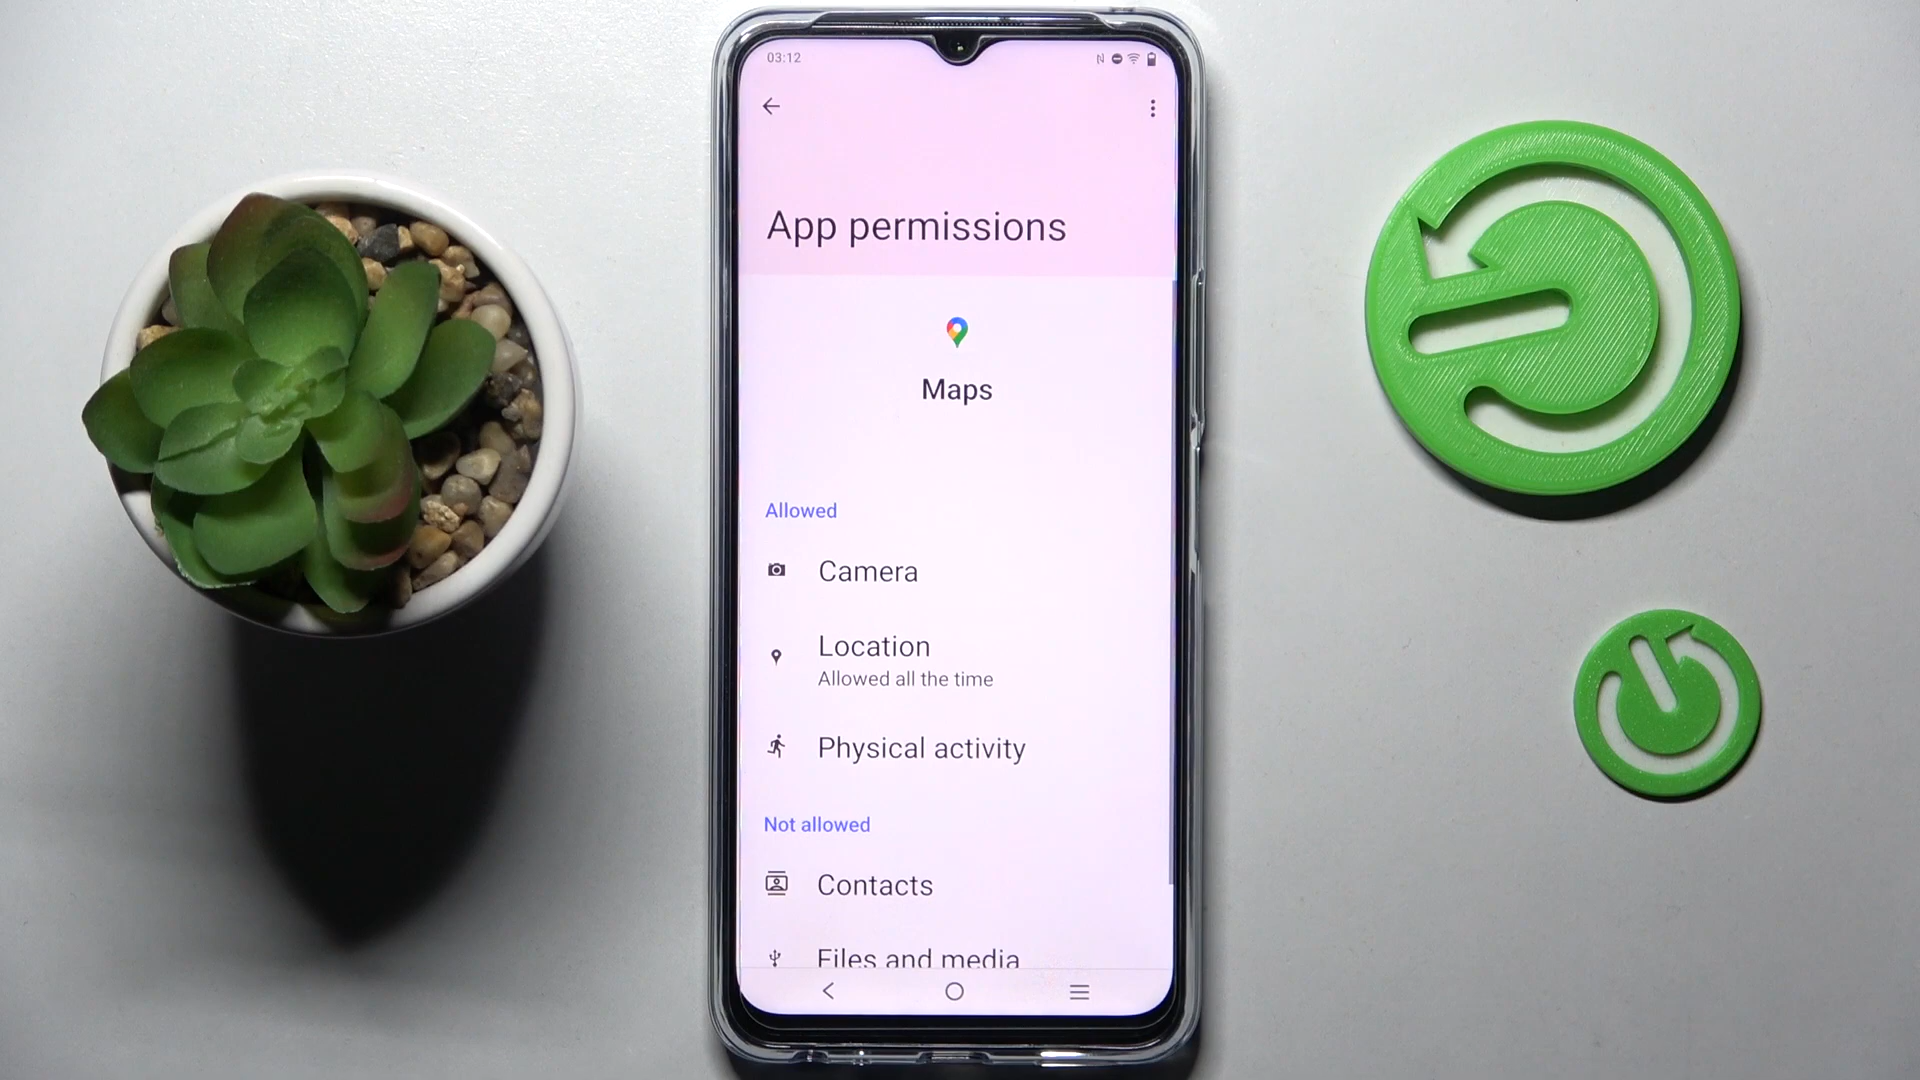 03:12
App permissions
Maps
Allowed
Camera
Location
Allowed all the time
Physical activity
Not allowed
Contacts
Files and media